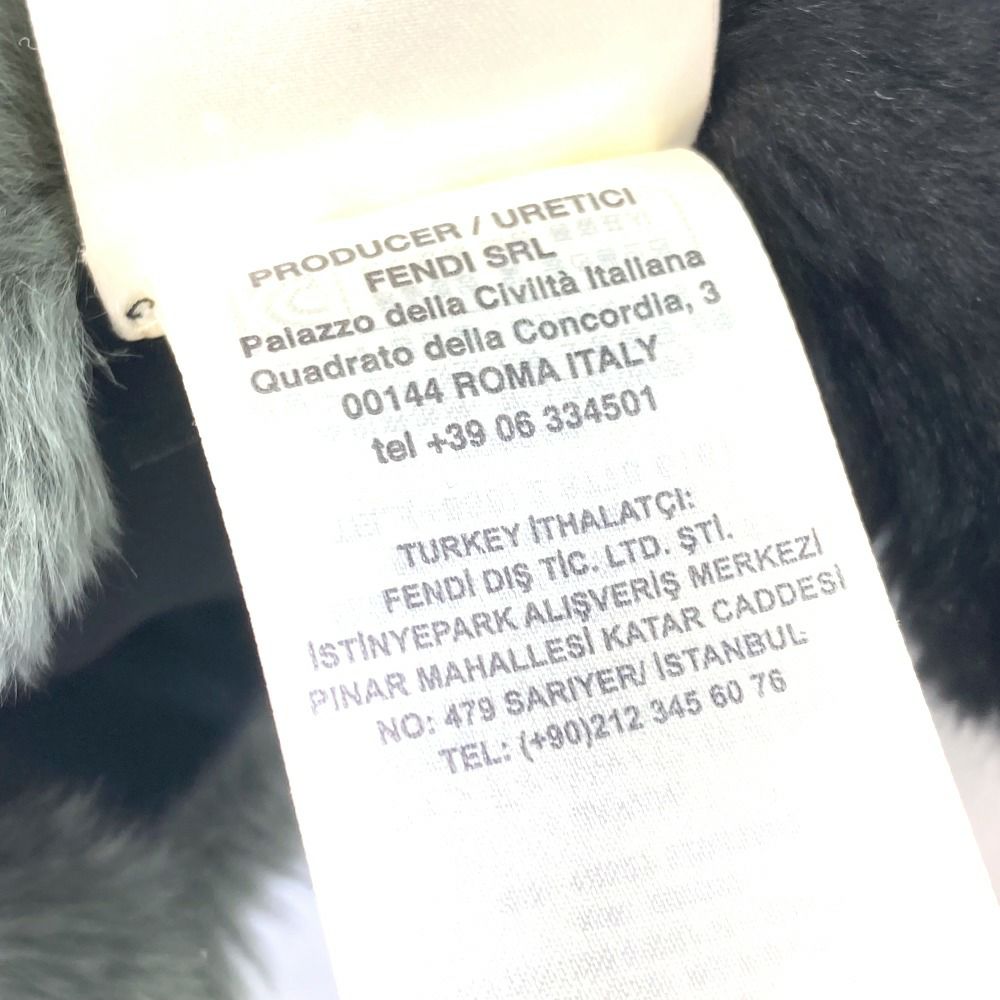 PRODUCER / URETICI
FENDI SRL
Palazzo della Civiltà Italiana
Quadrato della Concordia, 3
00144 ROMA ITALY
tel +39 06 334501
TURKEY İTHALATÇI:
FENDİ DIŞ TİC. LTD. ŞTİ.
İSTİNYEPARK ALIŞVERİŞ MERKEZİ
PINAR MAHALLESİ KATAR CADDESİ
NO: 479 SARIYER/ İSTANBUL
TEL: (+90)212 345 60 76